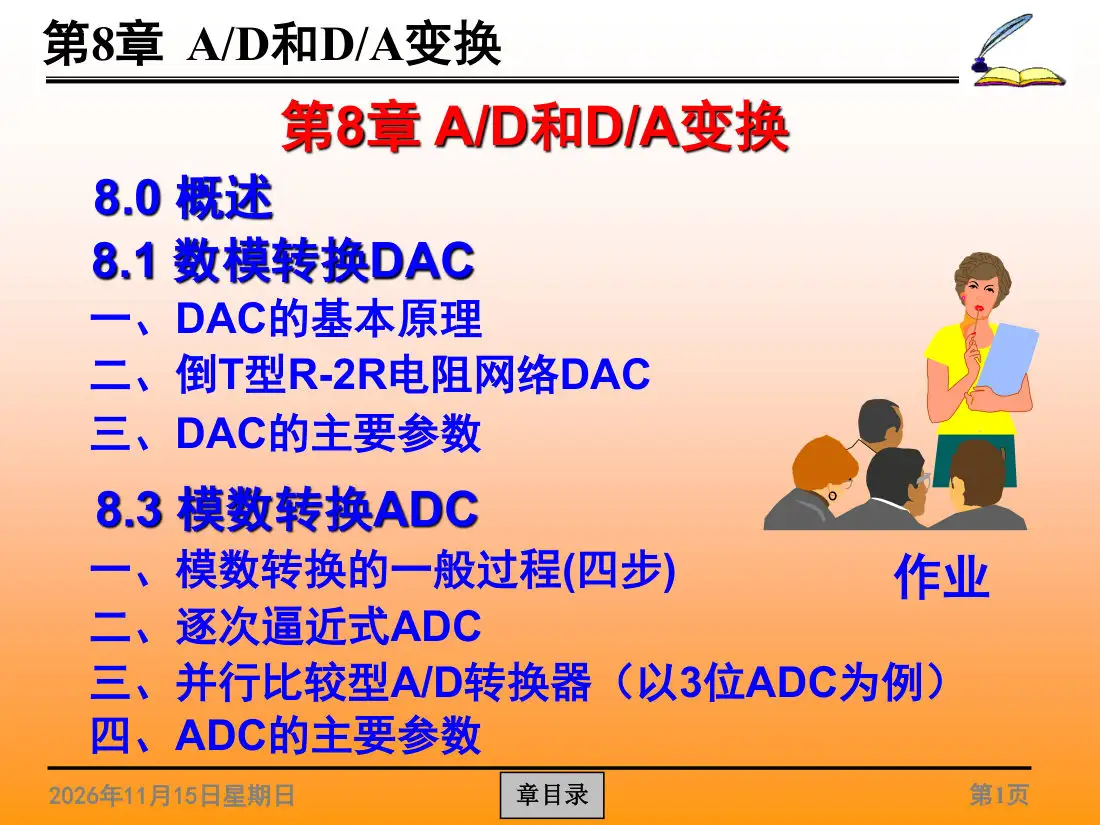 第8章 A/D和D/A变换
第8章 A/D和D/A变换
8.0 概述
8.1 数模转换DAC
一、DAC的基本原理
二、倒T型R-2R电阻网络DAC
三、DAC的主要参数
8.3 模数转换ADC
一、模数转换的一般过程(四步)
作业
二、逐次逼近式ADC
三、并行比较型A/D转换器（以3位ADC为例）
四、ADC的主要参数
2026年11月15日星期日
章目录
第1页